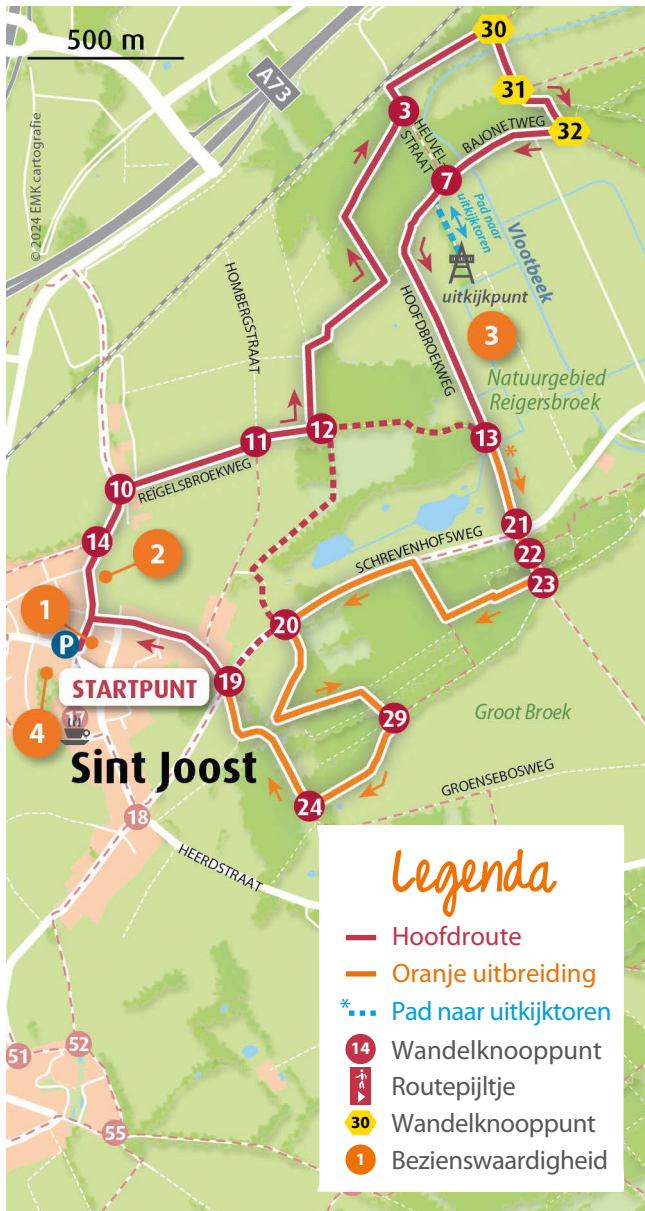 500 m
A73
© 2024 EMK cartografie
30
31
32
3
HEUVEL-
STRAAT
BAJONETWEG
7
Pad naar
uitkijktoren
Vlootbeek
uitkijkpunt
3
HOMBERGSTRAAT
HOOFDBROEKWEG
Natuurgebied
Reigersbroek
12
11
13
*
10
REIGELSBROEKWEG
14
21
22
23
SCHREVENHOFSWEG
2
1
P
20
STARTPUNT
19
29
Groot Broek
4
17
Sint Joost
24
GROENSEBOSWEG
18
HEERDSTRAAT
Legenda
Hoofdroute
Oranje uitbreiding
* Pad naar uitkijktoren
14 Wandelknooppunt
Routepijltje
30 Wandelknooppunt
1 Bezienswaardigheid
51
52
55